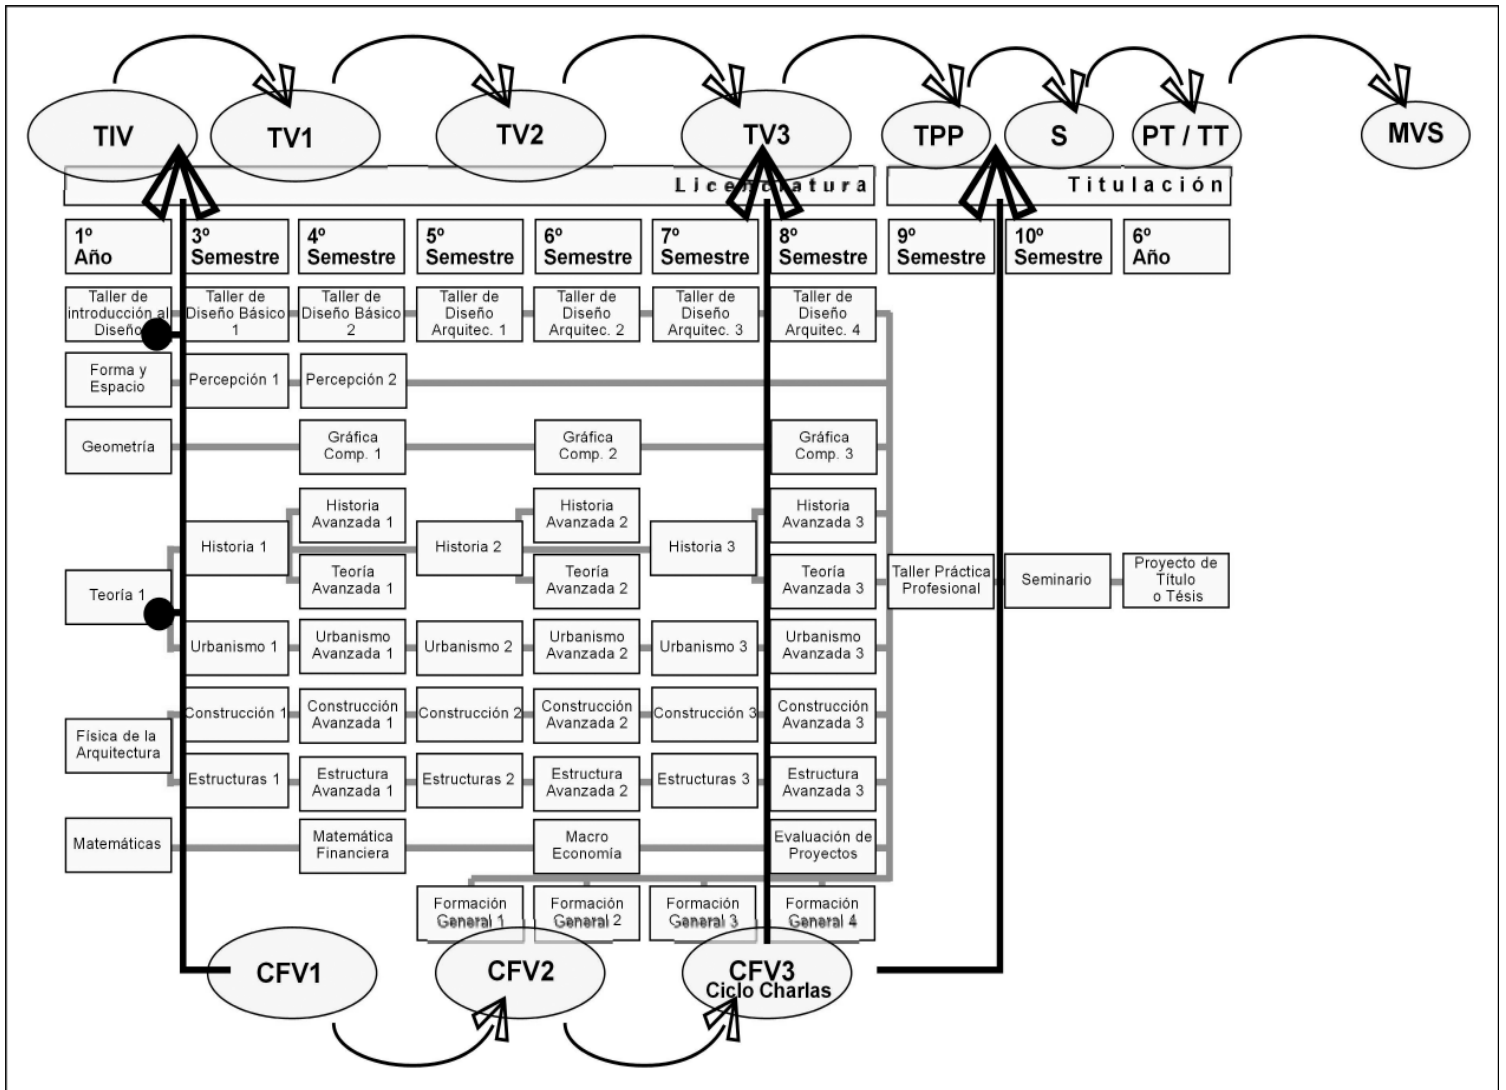 TIV
TV1
TV2
TV3
TPP
S
PT / TT
MVS
Licenciatura
Titulación
1º
Año
3º
Semestre
4º
Semestre
5º
Semestre
6º
Semestre
7º
Semestre
8º
Semestre
9º
Semestre
10º
Semestre
6º
Año
Taller de
introducción al
Diseño
Taller de
Diseño Básico
1
Taller de
Diseño Básico
2
Taller de
Diseño
Arquitec. 1
Taller de
Diseño
Arquitec. 2
Taller de
Diseño
Arquitec. 3
Taller de
Diseño
Arquitec. 4
Forma y
Espacio
Percepción 1
Percepción 2
Geometría
Gráfica
Comp. 1
Gráfica
Comp. 2
Gráfica
Comp. 3
Historia
Avanzada 1
Historia
Avanzada 2
Historia
Avanzada 3
Historia 1
Historia 2
Historia 3
Teoría 1
Teoría
Avanzada 1
Teoría
Avanzada 2
Teoría
Avanzada 3
Taller Práctica
Profesional
Seminario
Proyecto de
Título
o Tésis
Urbanismo 1
Urbanismo
Avanzada 1
Urbanismo 2
Urbanismo
Avanzada 2
Urbanismo 3
Urbanismo
Avanzada 3
Física de la
Arquitectura
Construcción 1
Construcción
Avanzada 1
Construcción 2
Construcción
Avanzada 2
Construcción 3
Construcción
Avanzada 3
Estructuras 1
Estructura
Avanzada 1
Estructuras 2
Estructura
Avanzada 2
Estructuras 3
Estructura
Avanzada 3
Matemáticas
Matemática
Financiera
Macro
Economía
Evaluación de
Proyectos
Formación
General 1
Formación
General 2
Formación
General 3
Formación
General 4
CFV1
CFV2
CFV3
Ciclo Charlas